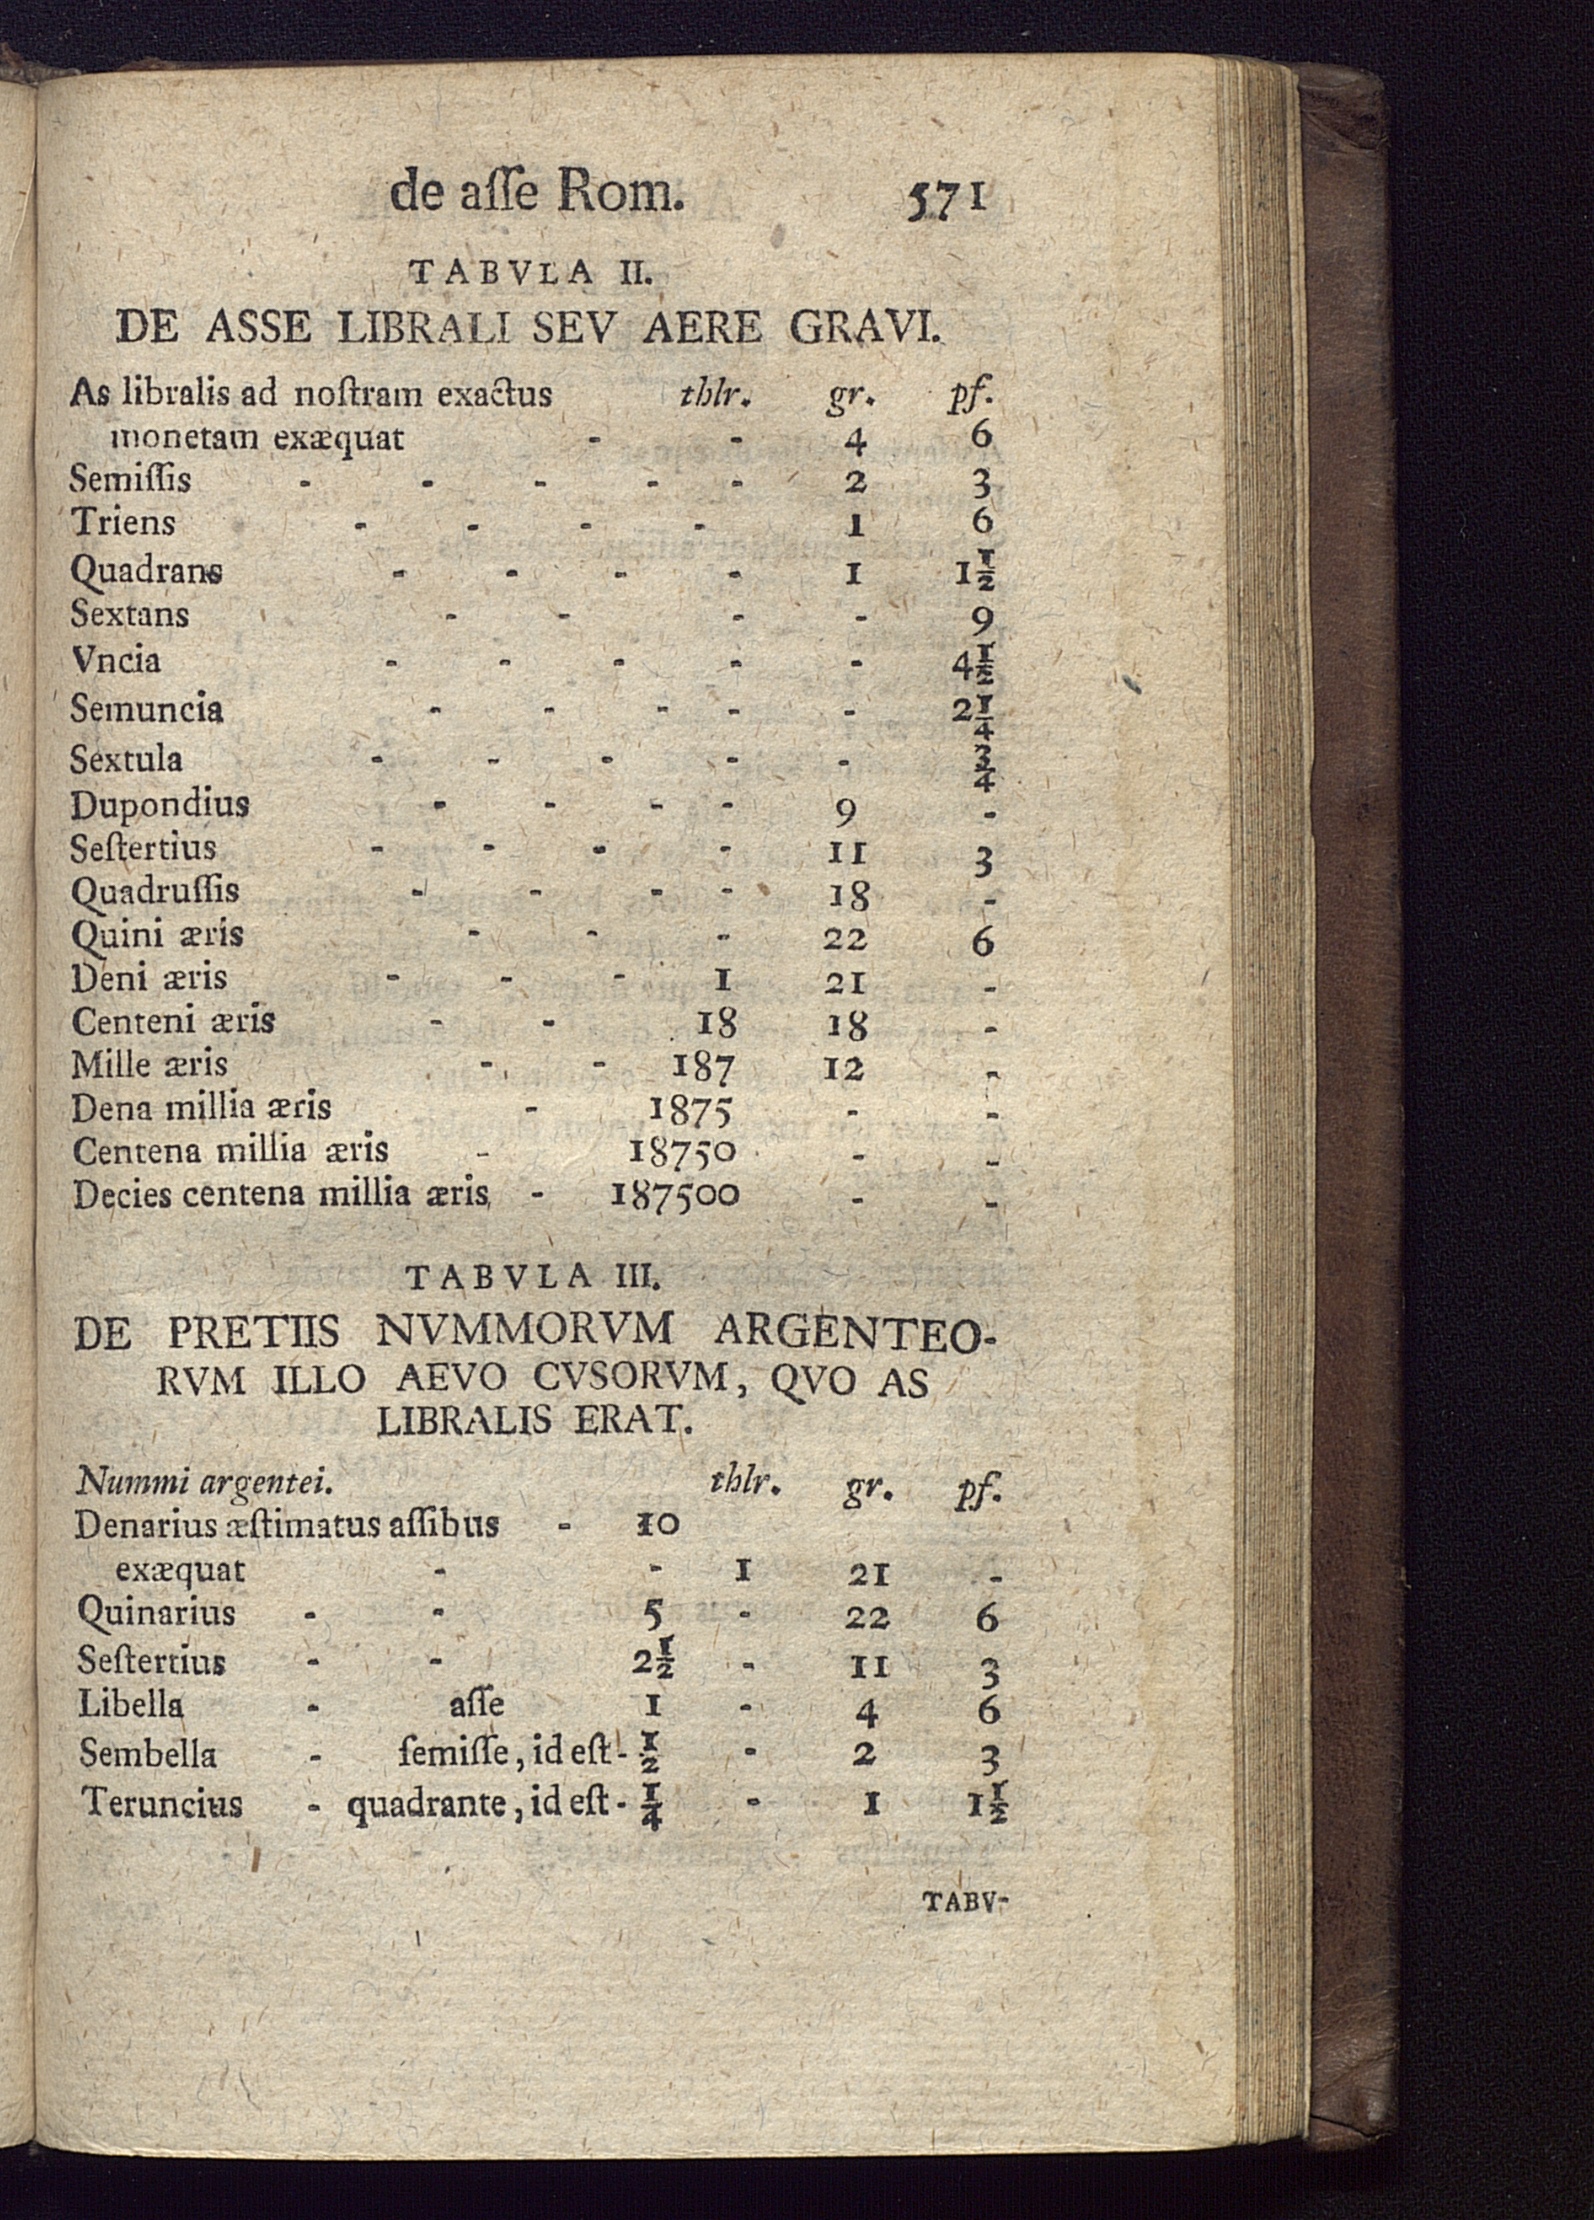 de aſſe Rom. 571
TABVLA II.
DE ASSE LIBRALI SEV AERE GRAVI.
As libralis ad noſtram exactus thlr. gr. pf.
monetam exæquat - - 4 6
Semiſſis - - - - - 2 3
Triens - - - - 1 6
Quadrans - - - - 1 1½
Sextans - - - - 9
Vncia - - - - - 4½
Semuncia - - - - - 2¼
Sextula - - - - - ¾
Dupondius - - - - 9 -
Seſtertius - - - - 11 3
Quadruſſis - - - - 18 -
Quini æris - - - 22 6
Deni æris - - - 1 21 -
Centeni æris - - 18 18 -
Mille æris - - 187 12 -
Dena millia æris - 1875 - -
Centena millia æris - 18750 - -
Decies centena millia æris - 187500 - -
TABVLA III.
DE PRETIIS NVMMORVM ARGENTEO-
RVM ILLO AEVO CVSORVM, QVO AS
LIBRALIS ERAT.
Nummi argentei. thlr. gr. pf.
Denarius æſtimatus aſſibus - 10
exæquat - - 1 21 -
Quinarius - - 5 - 22 6
Seſtertius - - 2½ - 11 3
Libella - aſſe 1 - 4 6
Sembella - ſemiſſe, id eſt - ½ - 2 3
Teruncius - quadrante, id eſt - ¼ - 1 1½
TABV-